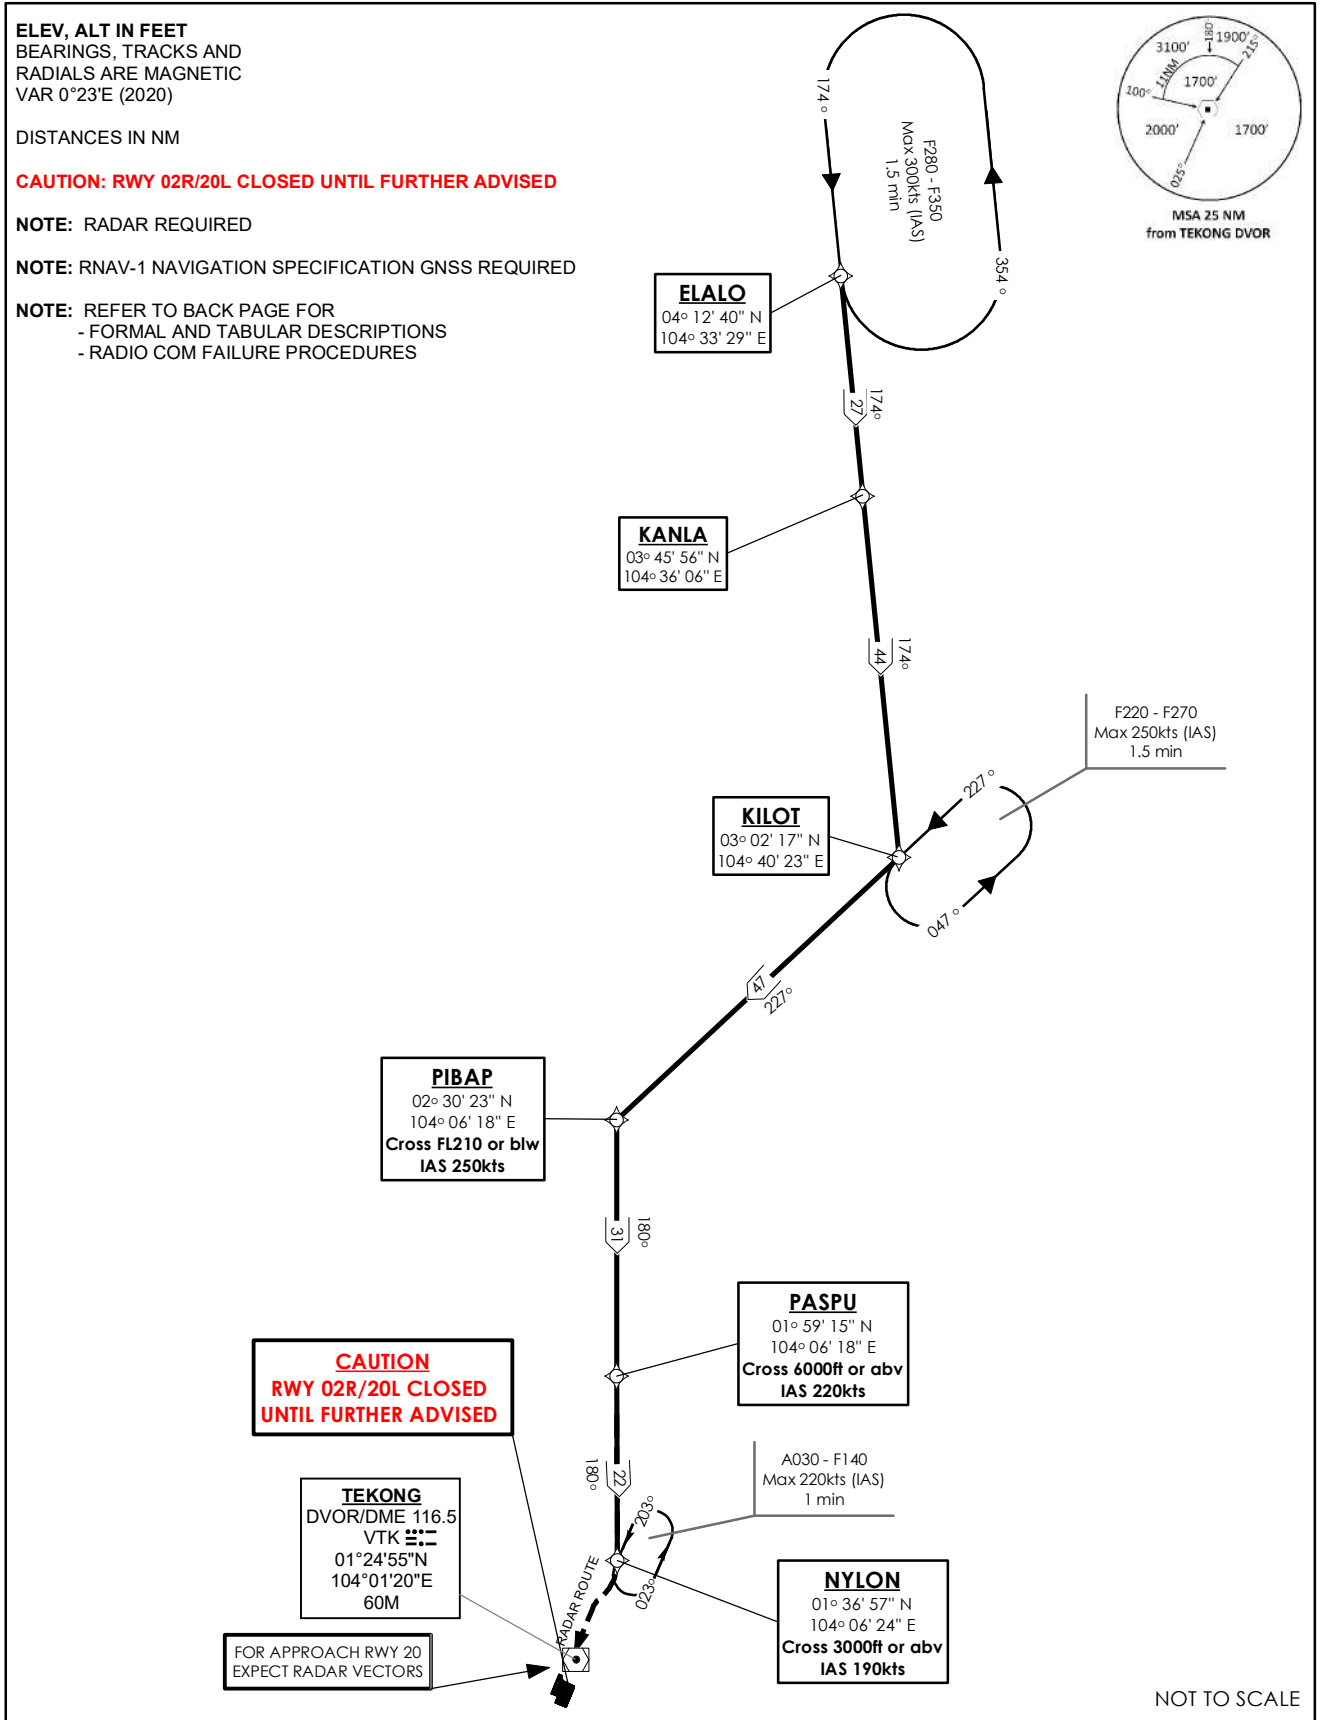 ELEV, ALT IN FEET
BEARINGS, TRACKS AND
RADIALS ARE MAGNETIC
VAR 0°23'E (2020)
DISTANCES IN NM
CAUTION: RWY 02R/20L CLOSED UNTIL FURTHER ADVISED
NOTE: RADAR REQUIRED
NOTE: RNAV-1 NAVIGATION SPECIFICATION GNSS REQUIRED
NOTE: REFER TO BACK PAGE FOR
- FORMAL AND TABULAR DESCRIPTIONS
- RADIO COM FAILURE PROCEDURES
3100'
180°
1900'
215°
11NM
1700'
100°
2000'
1700'
025°
MSA 25 NM
from TEKONG DVOR
174°
F280 - F350
Max 300kts (IAS)
1.5 min
354°
ELALO
04° 12' 40" N
104° 33' 29" E
27
174°
KANLA
03° 45' 56" N
104° 36' 06" E
44
174°
F220 - F270
Max 250kts (IAS)
1.5 min
227°
047°
KILOT
03° 02' 17" N
104° 40' 23" E
47
227°
PIBAP
02° 30' 23" N
104° 06' 18" E
Cross FL210 or blw
IAS 250kts
31
180°
PASPU
01° 59' 15" N
104° 06' 18" E
Cross 6000ft or abv
IAS 220kts
CAUTION
RWY 02R/20L CLOSED
UNTIL FURTHER ADVISED
22
180°
A030 - F140
Max 220kts (IAS)
1 min
203°
023°
TEKONG
DVOR/DME 116.5
VTK
01°24'55"N
104°01'20"E
60M
RADAR ROUTE
NYLON
01° 36' 57" N
104° 06' 24" E
Cross 3000ft or abv
IAS 190kts
FOR APPROACH RWY 20
EXPECT RADAR VECTORS
NOT TO SCALE